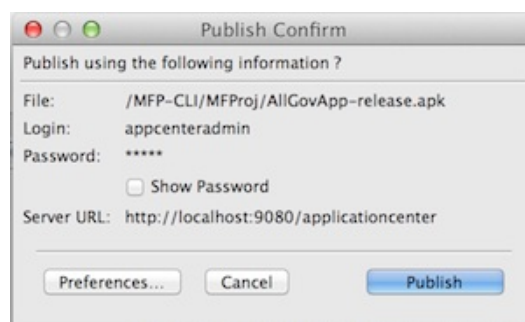 Publish Confirm
Publish using the following information ?
File: /MFP-CLI/MFProj/AllGovApp-release.apk
Login: appcenteradmin
Password: *****
Show Password
Server URL: http://localhost:9080/applicationcenter
Preferences... Cancel Publish